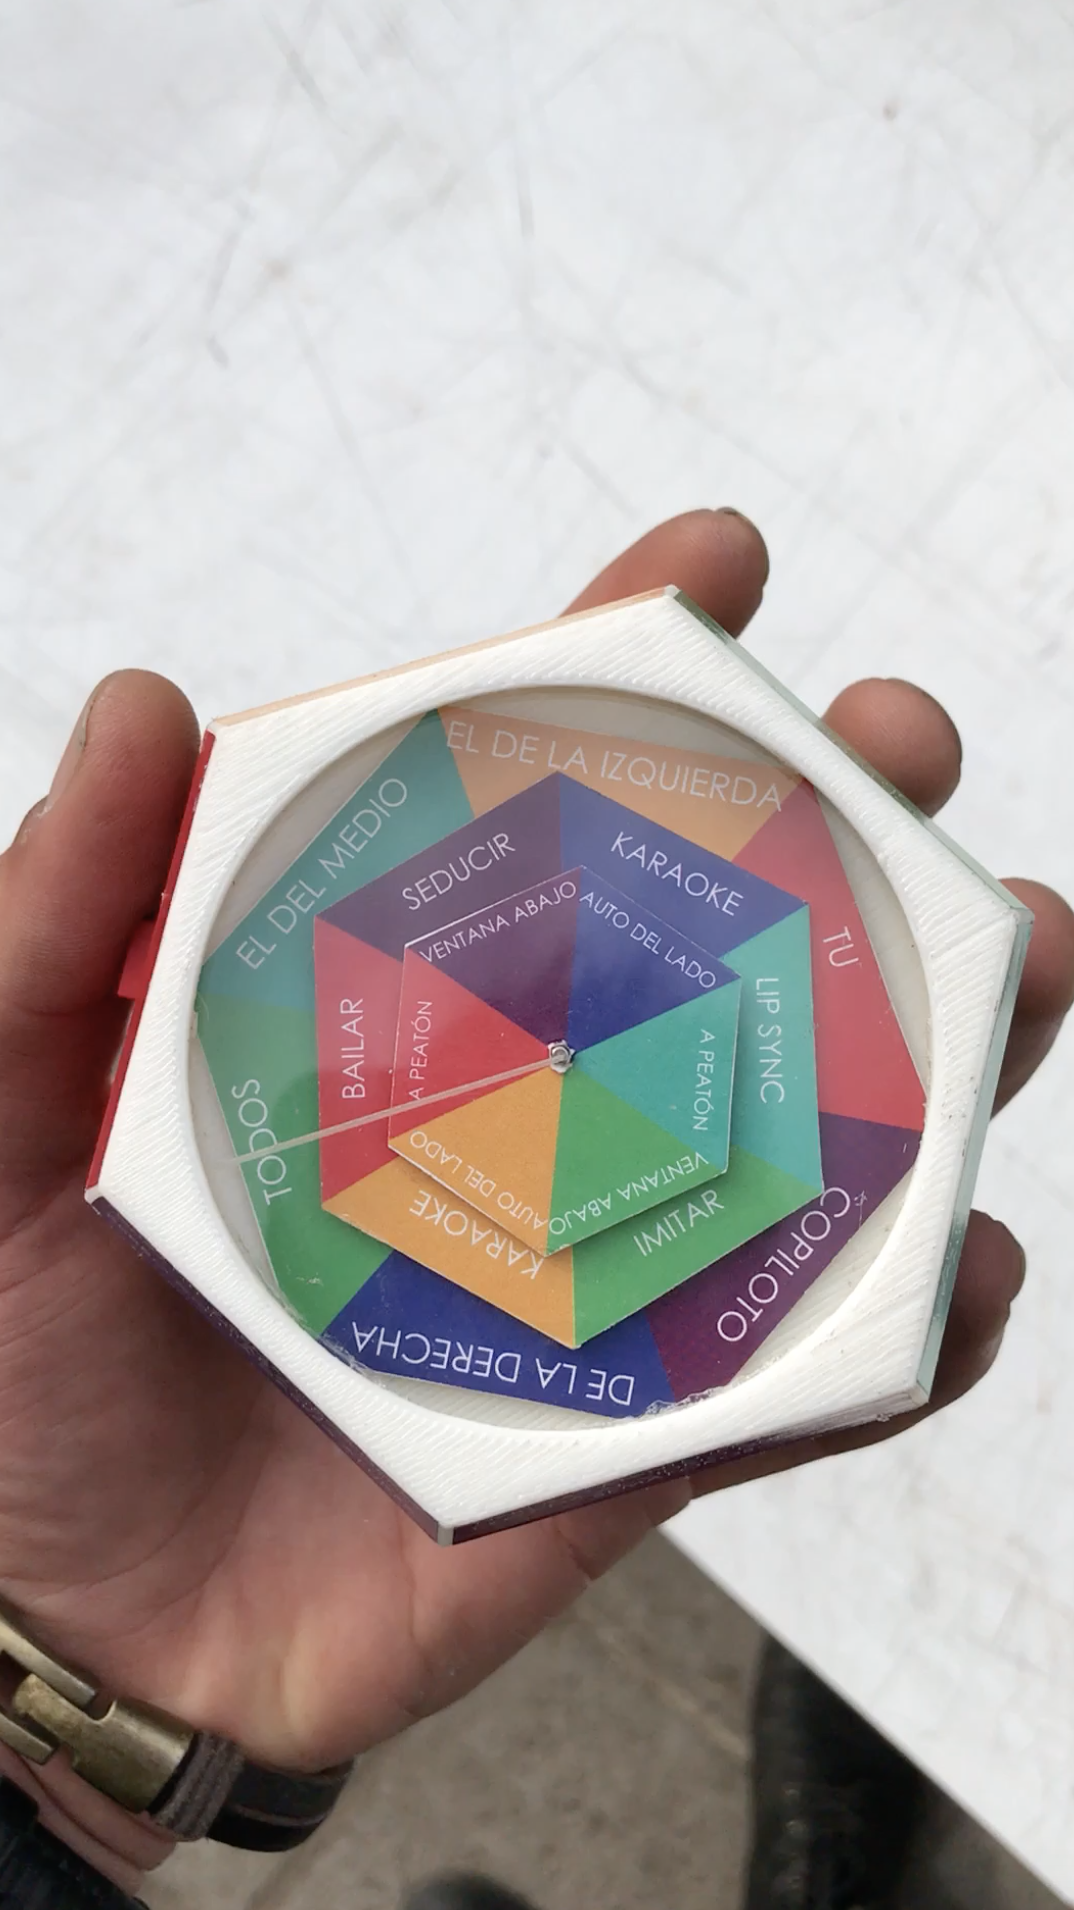 EL DE LA IZQUIERDA
TU
COPILOTO
DE LA DERECHA
TODOS
EL DEL MEDIO
SEDUCIR
KARAOKE
LIP SYNC
IMITAR
KARAOKE
BAILAR
VENTANA ABAJO
AUTO DEL LADO
A PEATÓN
VENTANA ABAJO
AUTO DEL LADO
A PEATÓN